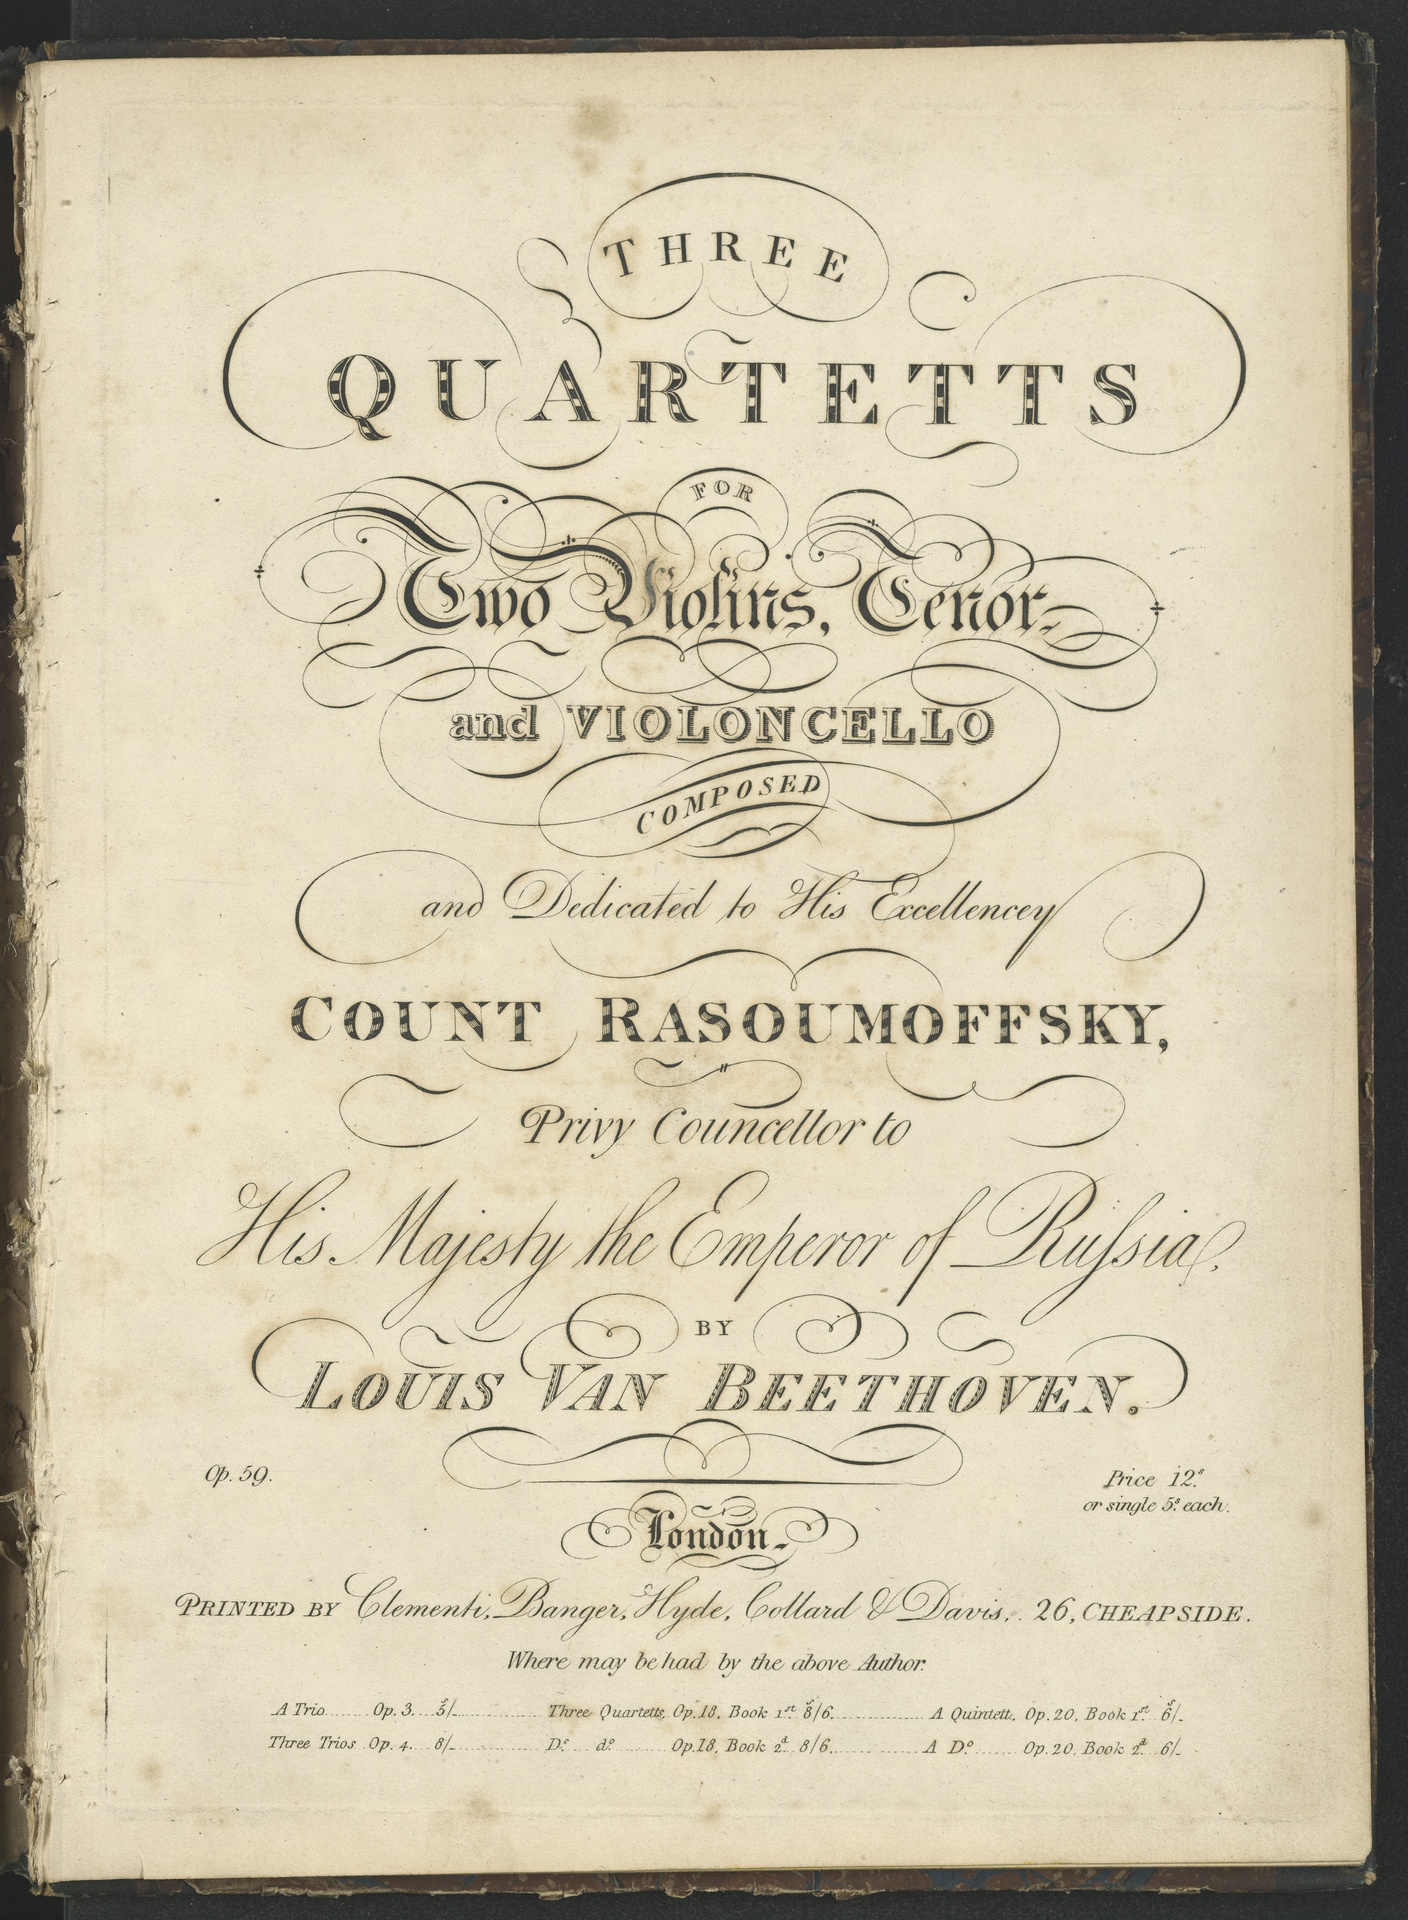 THREE
QUARTETTS
FOR
Two Violins, Tenor
and VIOLONCELLO
COMPOSED
and Dedicated to His Excellencey
COUNT RASOUMOFFSKY,
Privy Councellor to
His Majesty the Emperor of Ruſsia,
BY
LOUIS VAN BEETHOVEN.
Op. 59. Price 12.s
or single 5.s each.
London
PRINTED BY Clementi, Banger, Hyde, Collard & Davis, 26, CHEAPSIDE.
Where may be had by the above Author.
A Trio Op. 3. 5/- Three Quartetts, Op. 18, Book 1st 8/6 A Quintett, Op. 20, Book 1st 6/-
Three Trios Op. 4. 8/- Do do Op. 18, Book 2d 8/6 A Do Op. 20, Book 2d 6/-